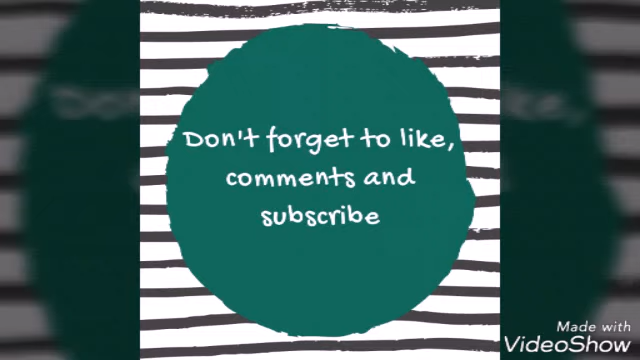 Don't forget to like,
comments and
subscribe
Made with
VideoShow